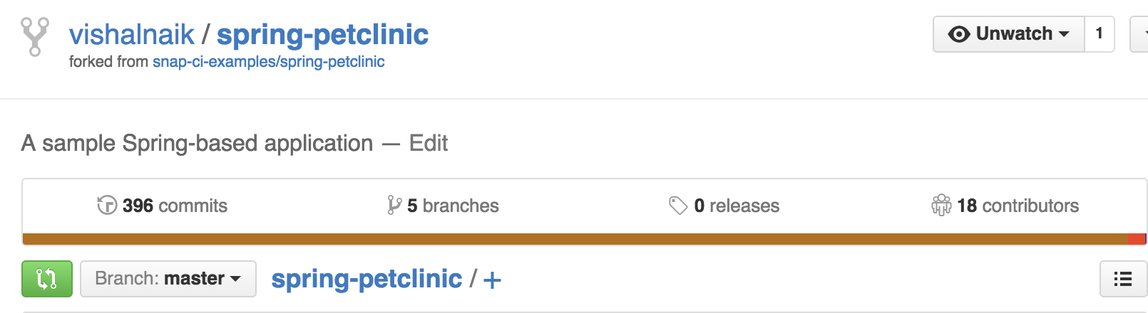 vishalnaik / spring-petclinic
Unwatch 1
forked from snap-ci-examples/spring-petclinic
A sample Spring-based application — Edit
396 commits 5 branches 0 releases 18 contributors
Branch: master spring-petclinic / +